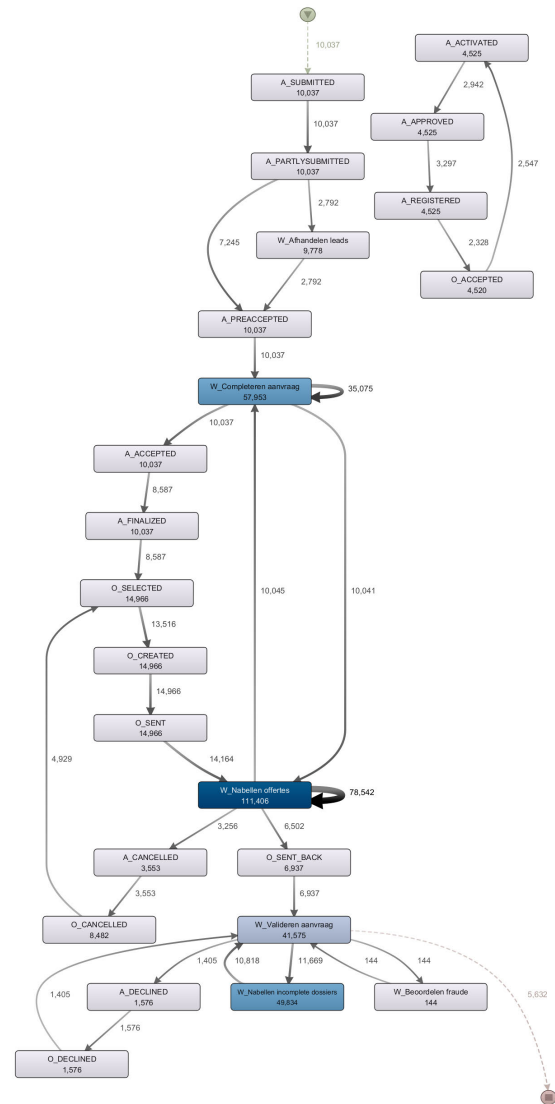 10,037
A_SUBMITTED
10,037
10,037
A_PARTLYSUBMITTED
10,037
7,245
2,792
W_Afhandelen leads
9,778
2,792
A_PREACCEPTED
10,037
10,037
W_Completeren aanvraag
57,953
35,075
10,037
A_ACCEPTED
10,037
8,587
A_FINALIZED
10,037
8,587
O_SELECTED
14,966
10,045
10,041
13,516
O_CREATED
14,966
14,966
O_SENT
14,966
4,929
14,164
W_Nabellen offertes
111,406
78,542
3,256
6,502
A_CANCELLED
3,553
O_SENT_BACK
6,937
3,553
6,937
O_CANCELLED
8,482
W_Valideren aanvraag
41,575
1,405
10,818
11,669
144
144
1,405
A_DECLINED
1,576
W_Nabellen incomplete dossiers
49,834
W_Beoordelen fraude
144
5,632
1,576
O_DECLINED
1,576
A_ACTIVATED
4,525
2,942
A_APPROVED
4,525
3,297
2,547
A_REGISTERED
4,525
2,328
O_ACCEPTED
4,520